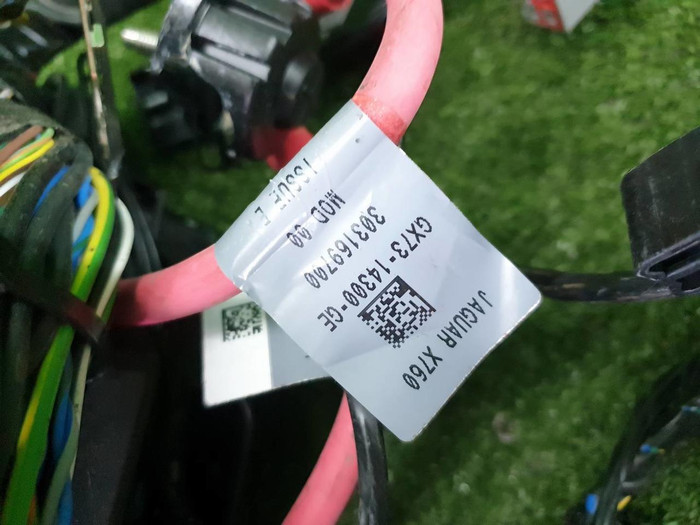 JAGUAR X760
GX73-14300-GE
303169700
MOD 00
ISSUE E